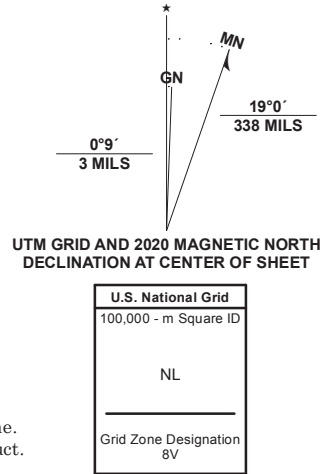 ★
MN
GN
19°0´
338 MILS
0°9´
3 MILS
UTM GRID AND 2020 MAGNETIC NORTH
DECLINATION AT CENTER OF SHEET
U.S. National Grid
100,000 - m Square ID
NL
Grid Zone Designation
8V